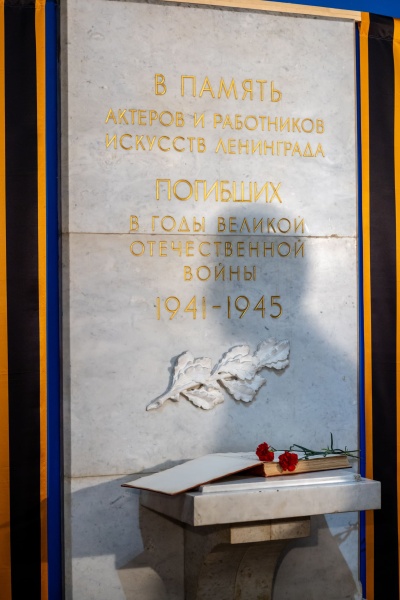 В ПАМЯТЬ
АКТЕРОВ И РАБОТНИКОВ
ИСКУССТВ ЛЕНИНГРАДА
ПОГИБШИХ
В ГОДЫ ВЕЛИКОЙ
ОТЕЧЕСТВЕННОЙ
ВОЙНЫ
1941-1945